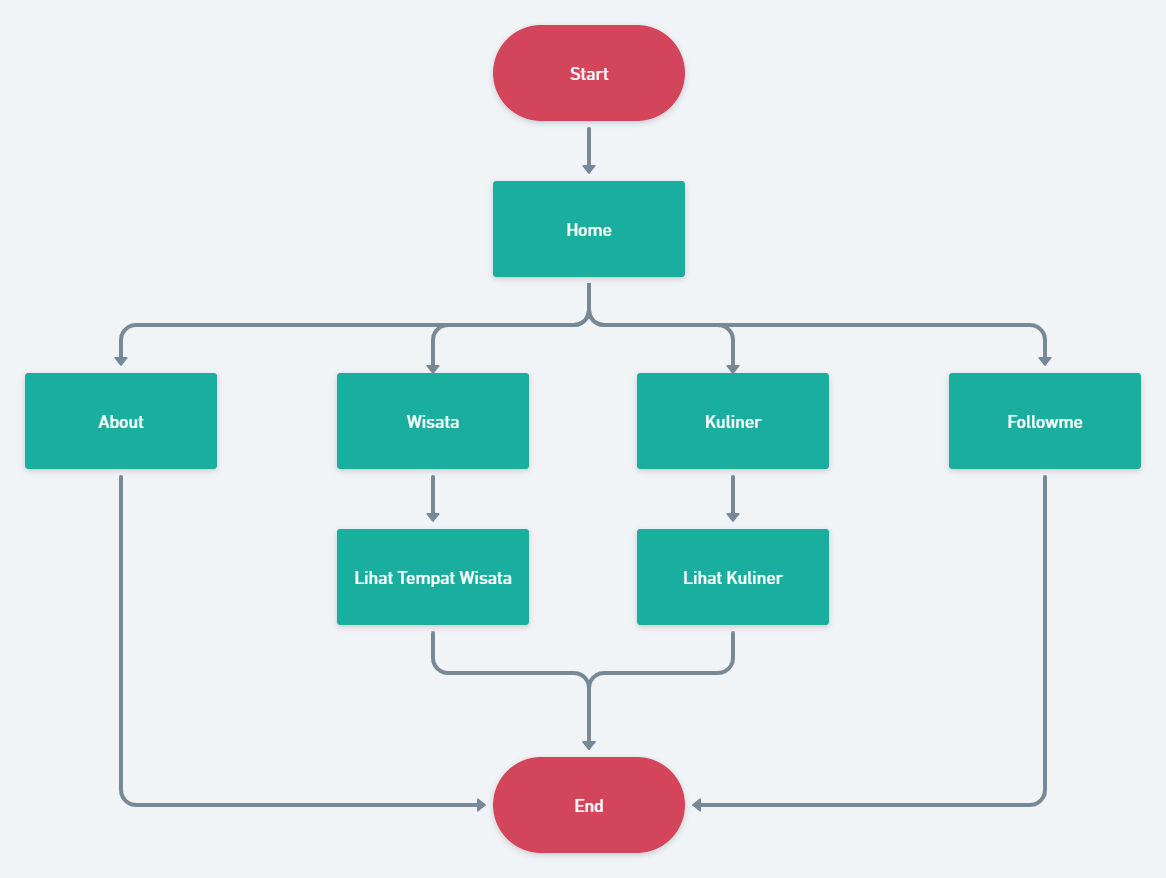 Start
Home
About
Wisata
Kuliner
Followme
Lihat Tempat Wisata
Lihat Kuliner
End